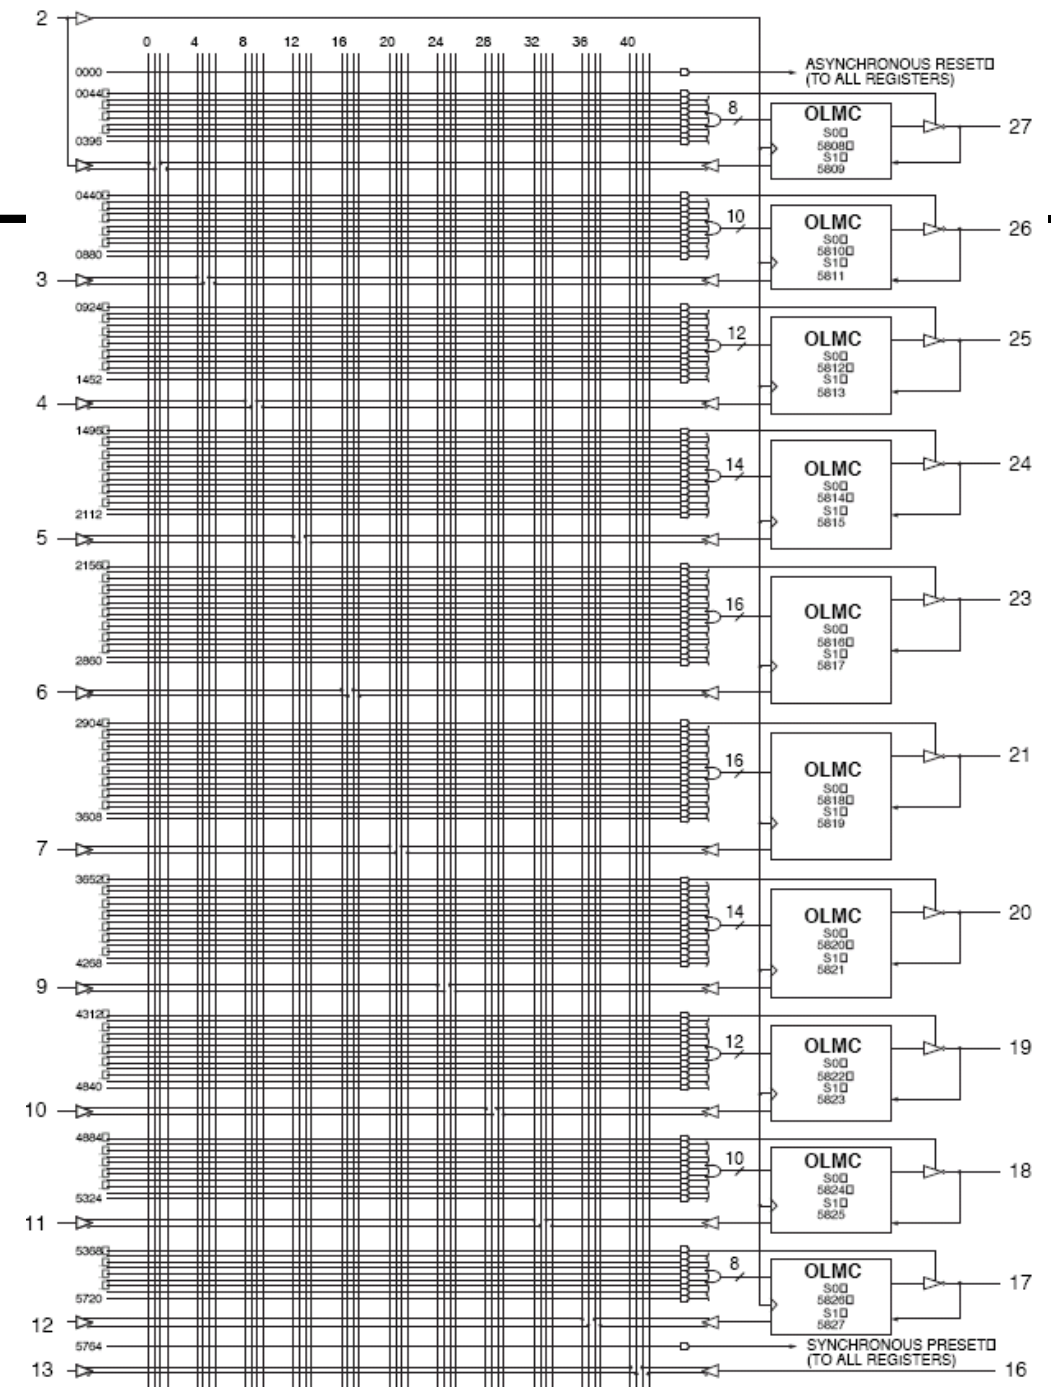 2
0 4 8 12 16 20 24 28 32 36 40
0000
ASYNCHRONOUS RESET
(TO ALL REGISTERS)
0044
8
OLMC
S0
5808
S1
5809
27
0396
0440
10
OLMC
S0
5810
S1
5811
26
0880
3
0924
12
OLMC
S0
5812
S1
5813
25
1452
4
1496
14
OLMC
S0
5814
S1
5815
24
2112
5
2156
16
OLMC
S0
5816
S1
5817
23
2860
6
2904
16
OLMC
S0
5818
S1
5819
21
3608
7
3652
14
OLMC
S0
5820
S1
5821
20
4268
9
4312
12
OLMC
S0
5822
S1
5823
19
4840
10
4884
10
OLMC
S0
5824
S1
5825
18
5324
11
5368
8
OLMC
S0
5826
S1
5827
17
5720
12
5764
SYNCHRONOUS PRESET
(TO ALL REGISTERS)
13
16